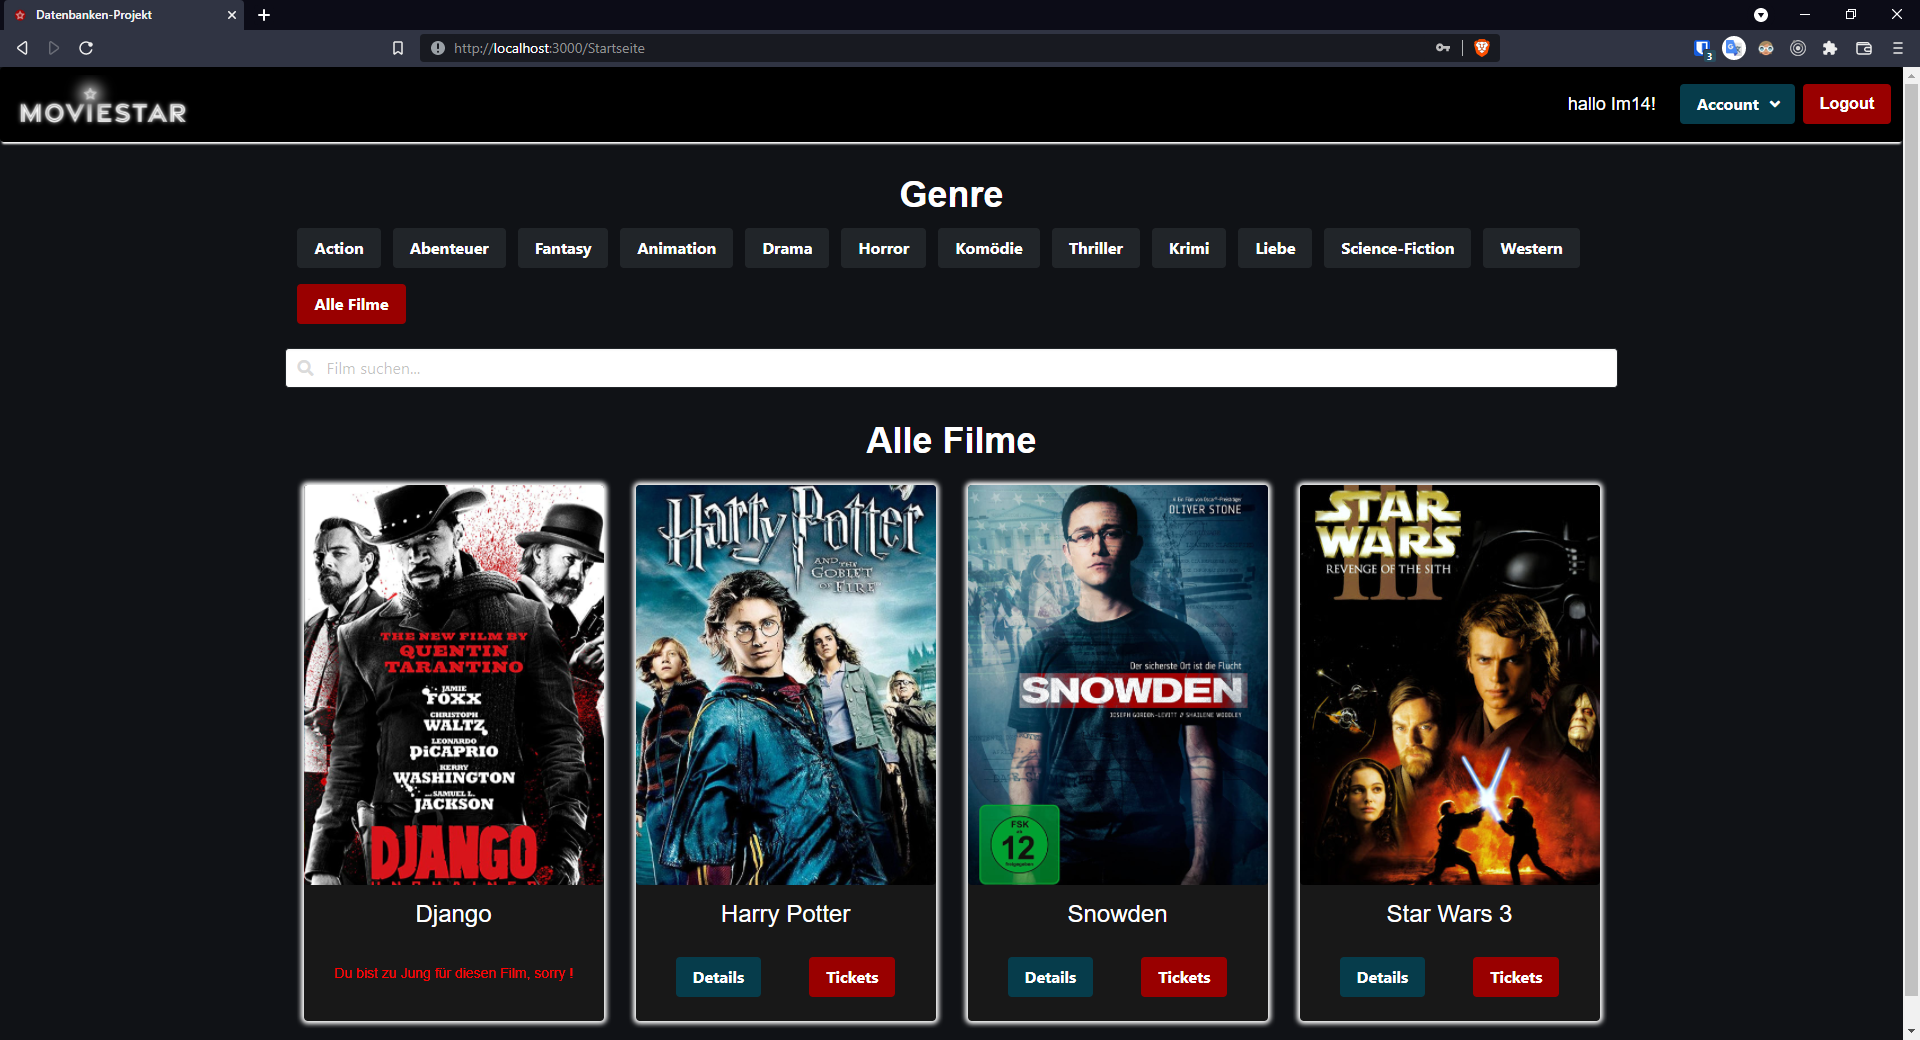 Datenbanken-Projekt
http://localhost:3000/Startseite
3
MOVIESTAR
hallo Im14!
Account
Logout
Genre
Action
Abenteuer
Fantasy
Animation
Drama
Horror
Komödie
Thriller
Krimi
Liebe
Science-Fiction
Western
Alle Filme
Film suchen...
Alle Filme
THE NEW FILM BY
QUENTIN
TARANTINO
JAMIE
FOXX
CHRISTOPH
WALTZ
LEONARDO
DiCAPRIO
KERRY
WASHINGTON
SAMUEL L.
JACKSON
DJANGO
Django
Du bist zu Jung für diesen Film, sorry !
Harry Potter
AND THE
GOBLET
OF FIRE
Harry Potter
Details
Tickets
OLIVER STONE
Der sicherste Ort ist die Flucht
SNOWDEN
JOSEPH GORDON-LEVITT // SHAILENE WOODLEY
FSK
ab
12
freigegeben
Snowden
Details
Tickets
III
STAR
WARS
REVENGE OF THE SITH
Star Wars 3
Details
Tickets